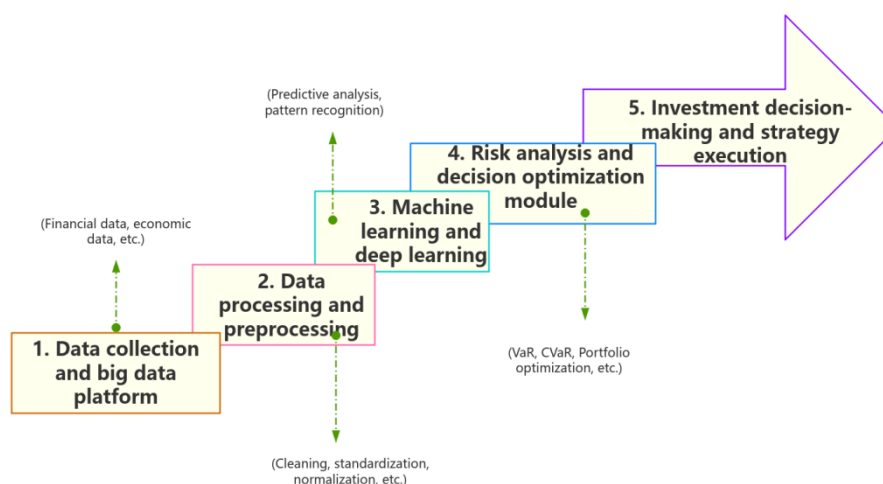 (Predictive analysis,
pattern recognition)
5. Investment decision-
making and strategy
execution
4. Risk analysis and
decision optimization
module
3. Machine
learning and
deep learning
(Financial data, economic
data, etc.)
2. Data
processing and
preprocessing
1. Data collection
and big data
platform
(VaR, CVaR, Portfolio
optimization, etc.)
(Cleaning, standardization,
normalization, etc.)